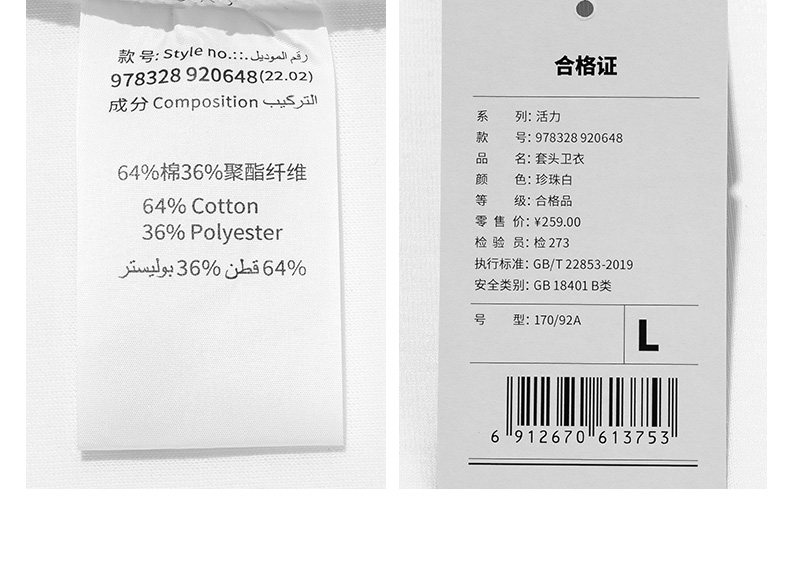 款 号: Style no.::. رقم الموديل
978328 920648(22.02)
成分 Composition التركيب
64%棉36%聚酯纤维
64% Cotton
36% Polyester
64% قطن 36% بوليستر
合格证
系 列: 活力
款 号: 978328 920648
品 名: 套头卫衣
颜 色: 珍珠白
等 级: 合格品
零 售 价: ¥259.00
检 验 员: 检 273
执行标准: GB/T 22853-2019
安全类别: GB 18401 B类
号 型: 170/92A
L
6 912670 613753